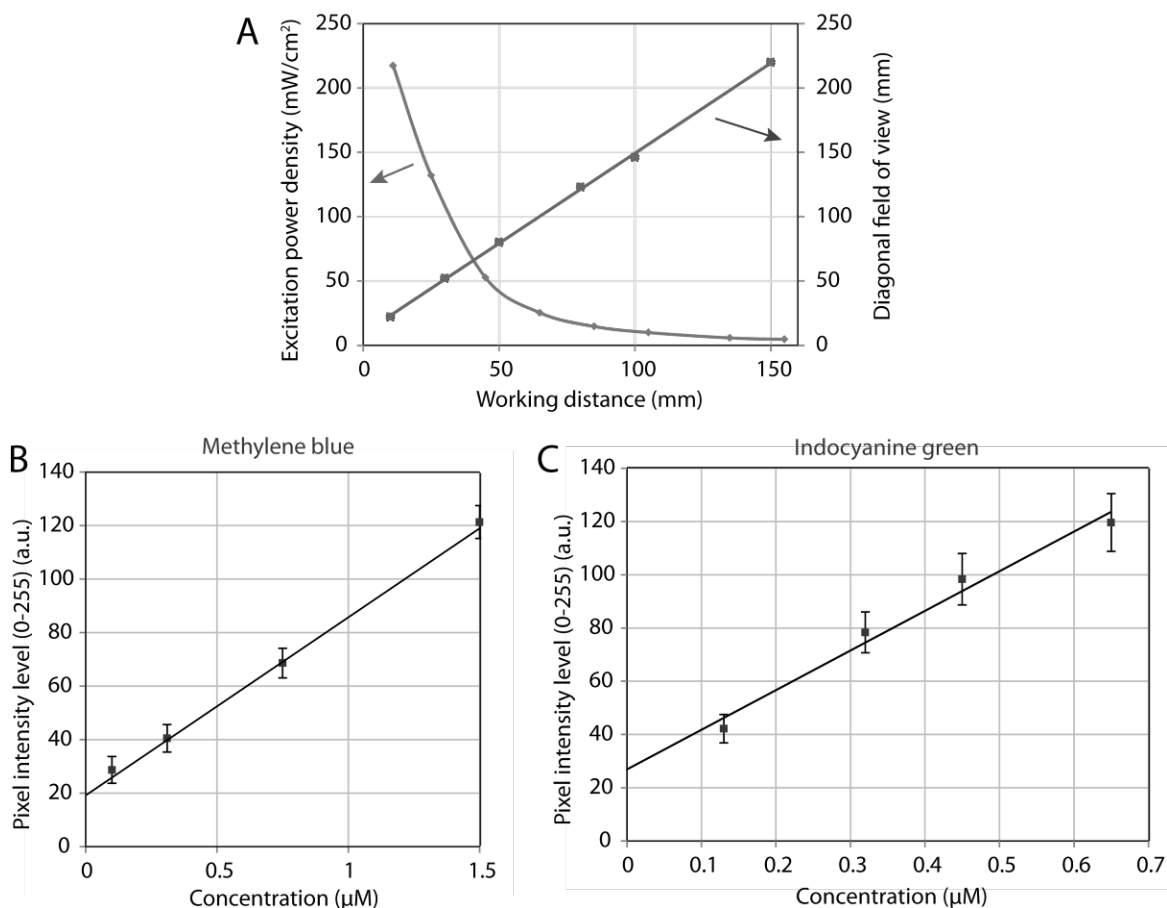 A
Excitation power density (mW/cm²)
250
200
150
100
50
0
250
200
150
100
50
0
Diagonal field of view (mm)
0 50 100 150
Working distance (mm)
B
Methylene blue
Pixel intensity level (0-255) (a.u.)
140
120
100
80
60
40
20
0
0 0.5 1 1.5
Concentration (µM)
C
Indocyanine green
Pixel intensity level (0-255) (a.u.)
140
120
100
80
60
40
20
0
0 0.1 0.2 0.3 0.4 0.5 0.6 0.7
Concentration (µM)